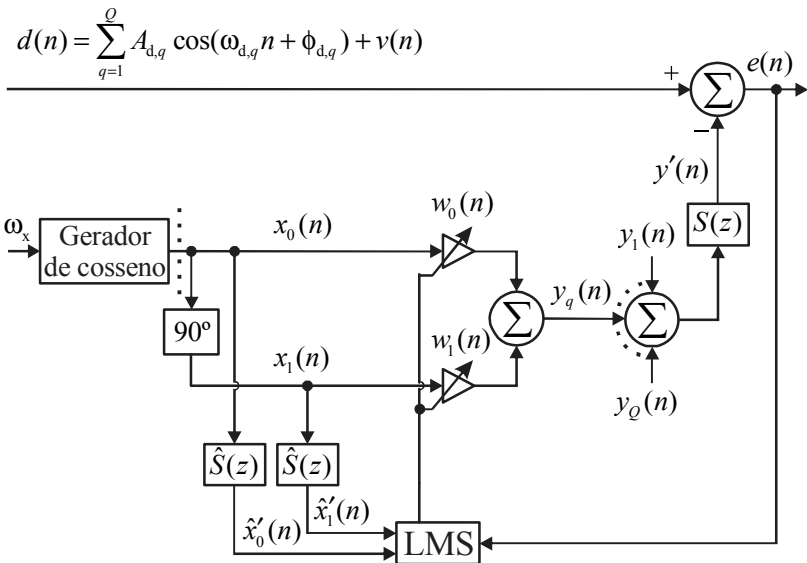 d(n) = \sum_{q=1}^{Q} A_{d,q} cos(ω_{d,q} n + ϕ_{d,q}) + v(n)
e(n)
+
Σ
−
y′(n)
S(z)
ω_x
Gerador
de cosseno
x_0(n)
w_0(n)
y_1(n)
90º
Σ
y_q(n)
Σ
x_1(n)
w_1(n)
y_Q(n)
Ŝ(z)
Ŝ(z)
x̂′_0(n)
x̂′_1(n)
LMS